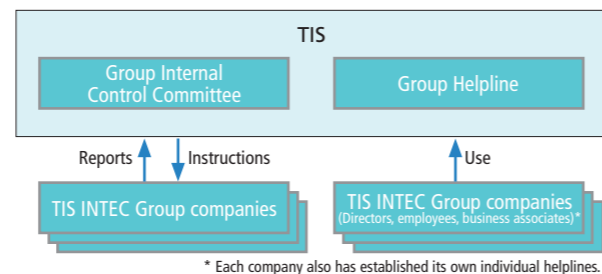 TIS
Group Internal
Control Committee
Group Helpline
Reports
Instructions
Use
TIS INTEC Group companies
TIS INTEC Group companies
(Directors, employees, business associates)*
* Each company also has established its own individual helplines.